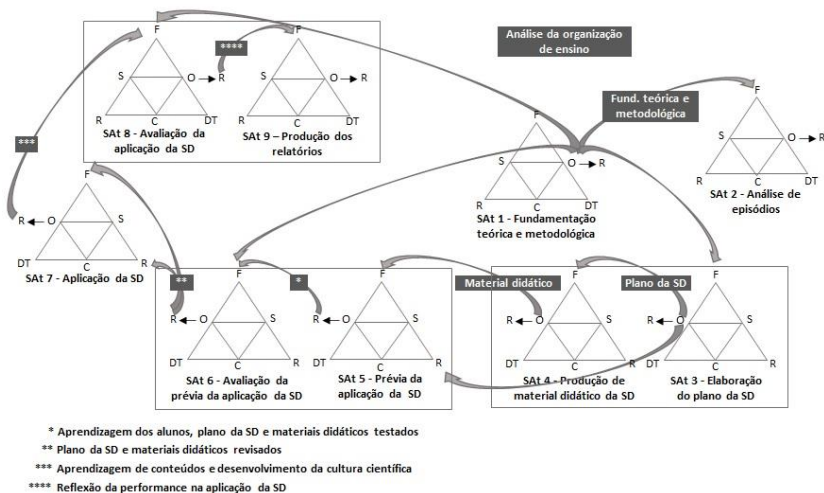 F
F
Análise da organização
de ensino
****
S
O
R
S
O
R
Fund. teórica e
metodológica
F
R
C
R
C
DT
SAt 8 - Avaliação da
aplicação da SD
SAt 9 – Produção dos
relatórios
F
S
O
R
S
O
R
***
R
C
DT
R
C
DT
SAt 1 - Fundamentação
teórica e metodológica
SAt 2 - Análise de
episódios
F
R
O
S
DT
C
R
SAt 7 - Aplicação da SD
**
*
Material didático
Plano da SD
F
F
F
F
R
O
S
R
O
S
R
O
S
R
O
S
DT
C
R
C
R
DT
C
R
DT
C
R
SAt 6 - Avaliação da
prévia da aplicação da SD
SAt 5 - Prévia da
aplicação da SD
SAt 4 - Produção de
material didático da SD
SAt 3 - Elaboração
do plano da SD
* Aprendizagem dos alunos, plano da SD e materiais didáticos testados
** Plano da SD e materiais didáticos revisados
*** Aprendizagem de conteúdos e desenvolvimento da cultura científica
**** Reflexão da performance na aplicação da SD